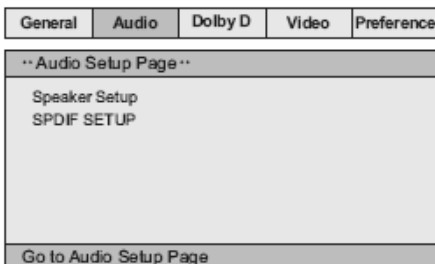 General Audio Dolby D Video Preference
··Audio Setup Page··
Speaker Setup
SPDIF SETUP
Go to Audio Setup Page